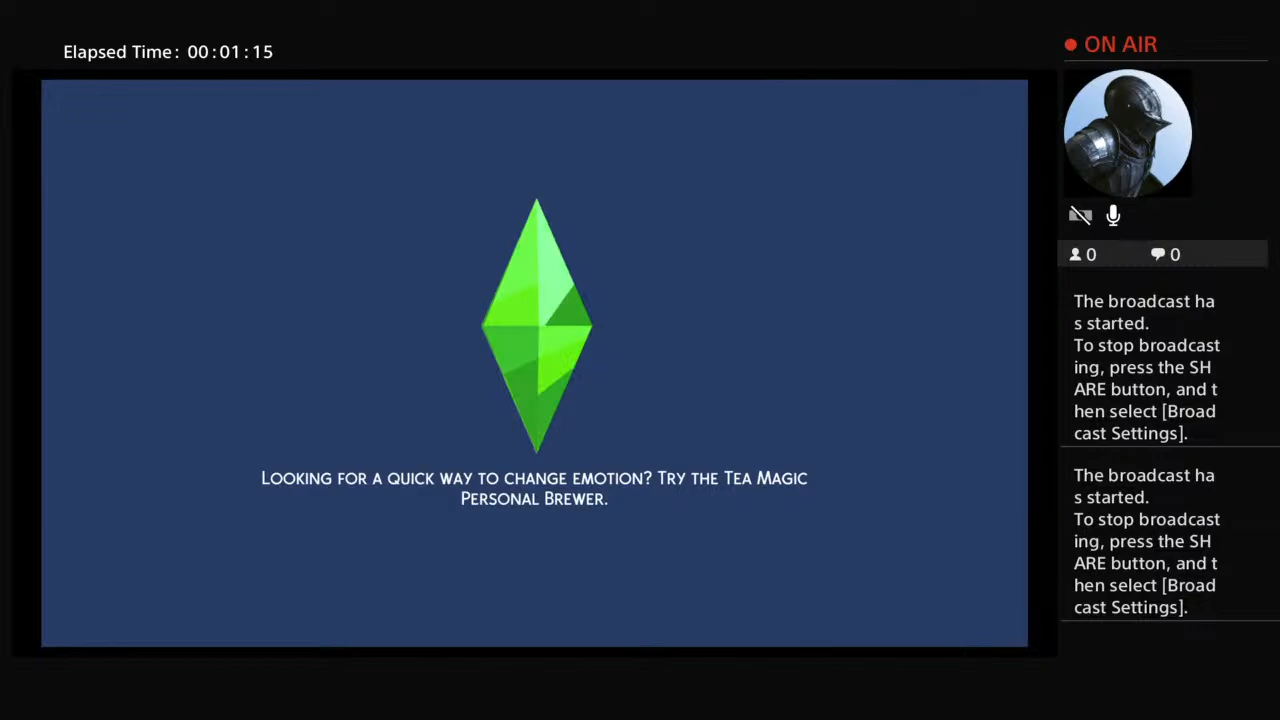 Elapsed Time: 00:01:15
ON AIR
0
0
LOOKING FOR A QUICK WAY TO CHANGE EMOTION? TRY THE TEA MAGIC
PERSONAL BREWER.
The broadcast ha
s started.
To stop broadcast
ing, press the SH
ARE button, and t
hen select [Broad
cast Settings].
The broadcast ha
s started.
To stop broadcast
ing, press the SH
ARE button, and t
hen select [Broad
cast Settings].